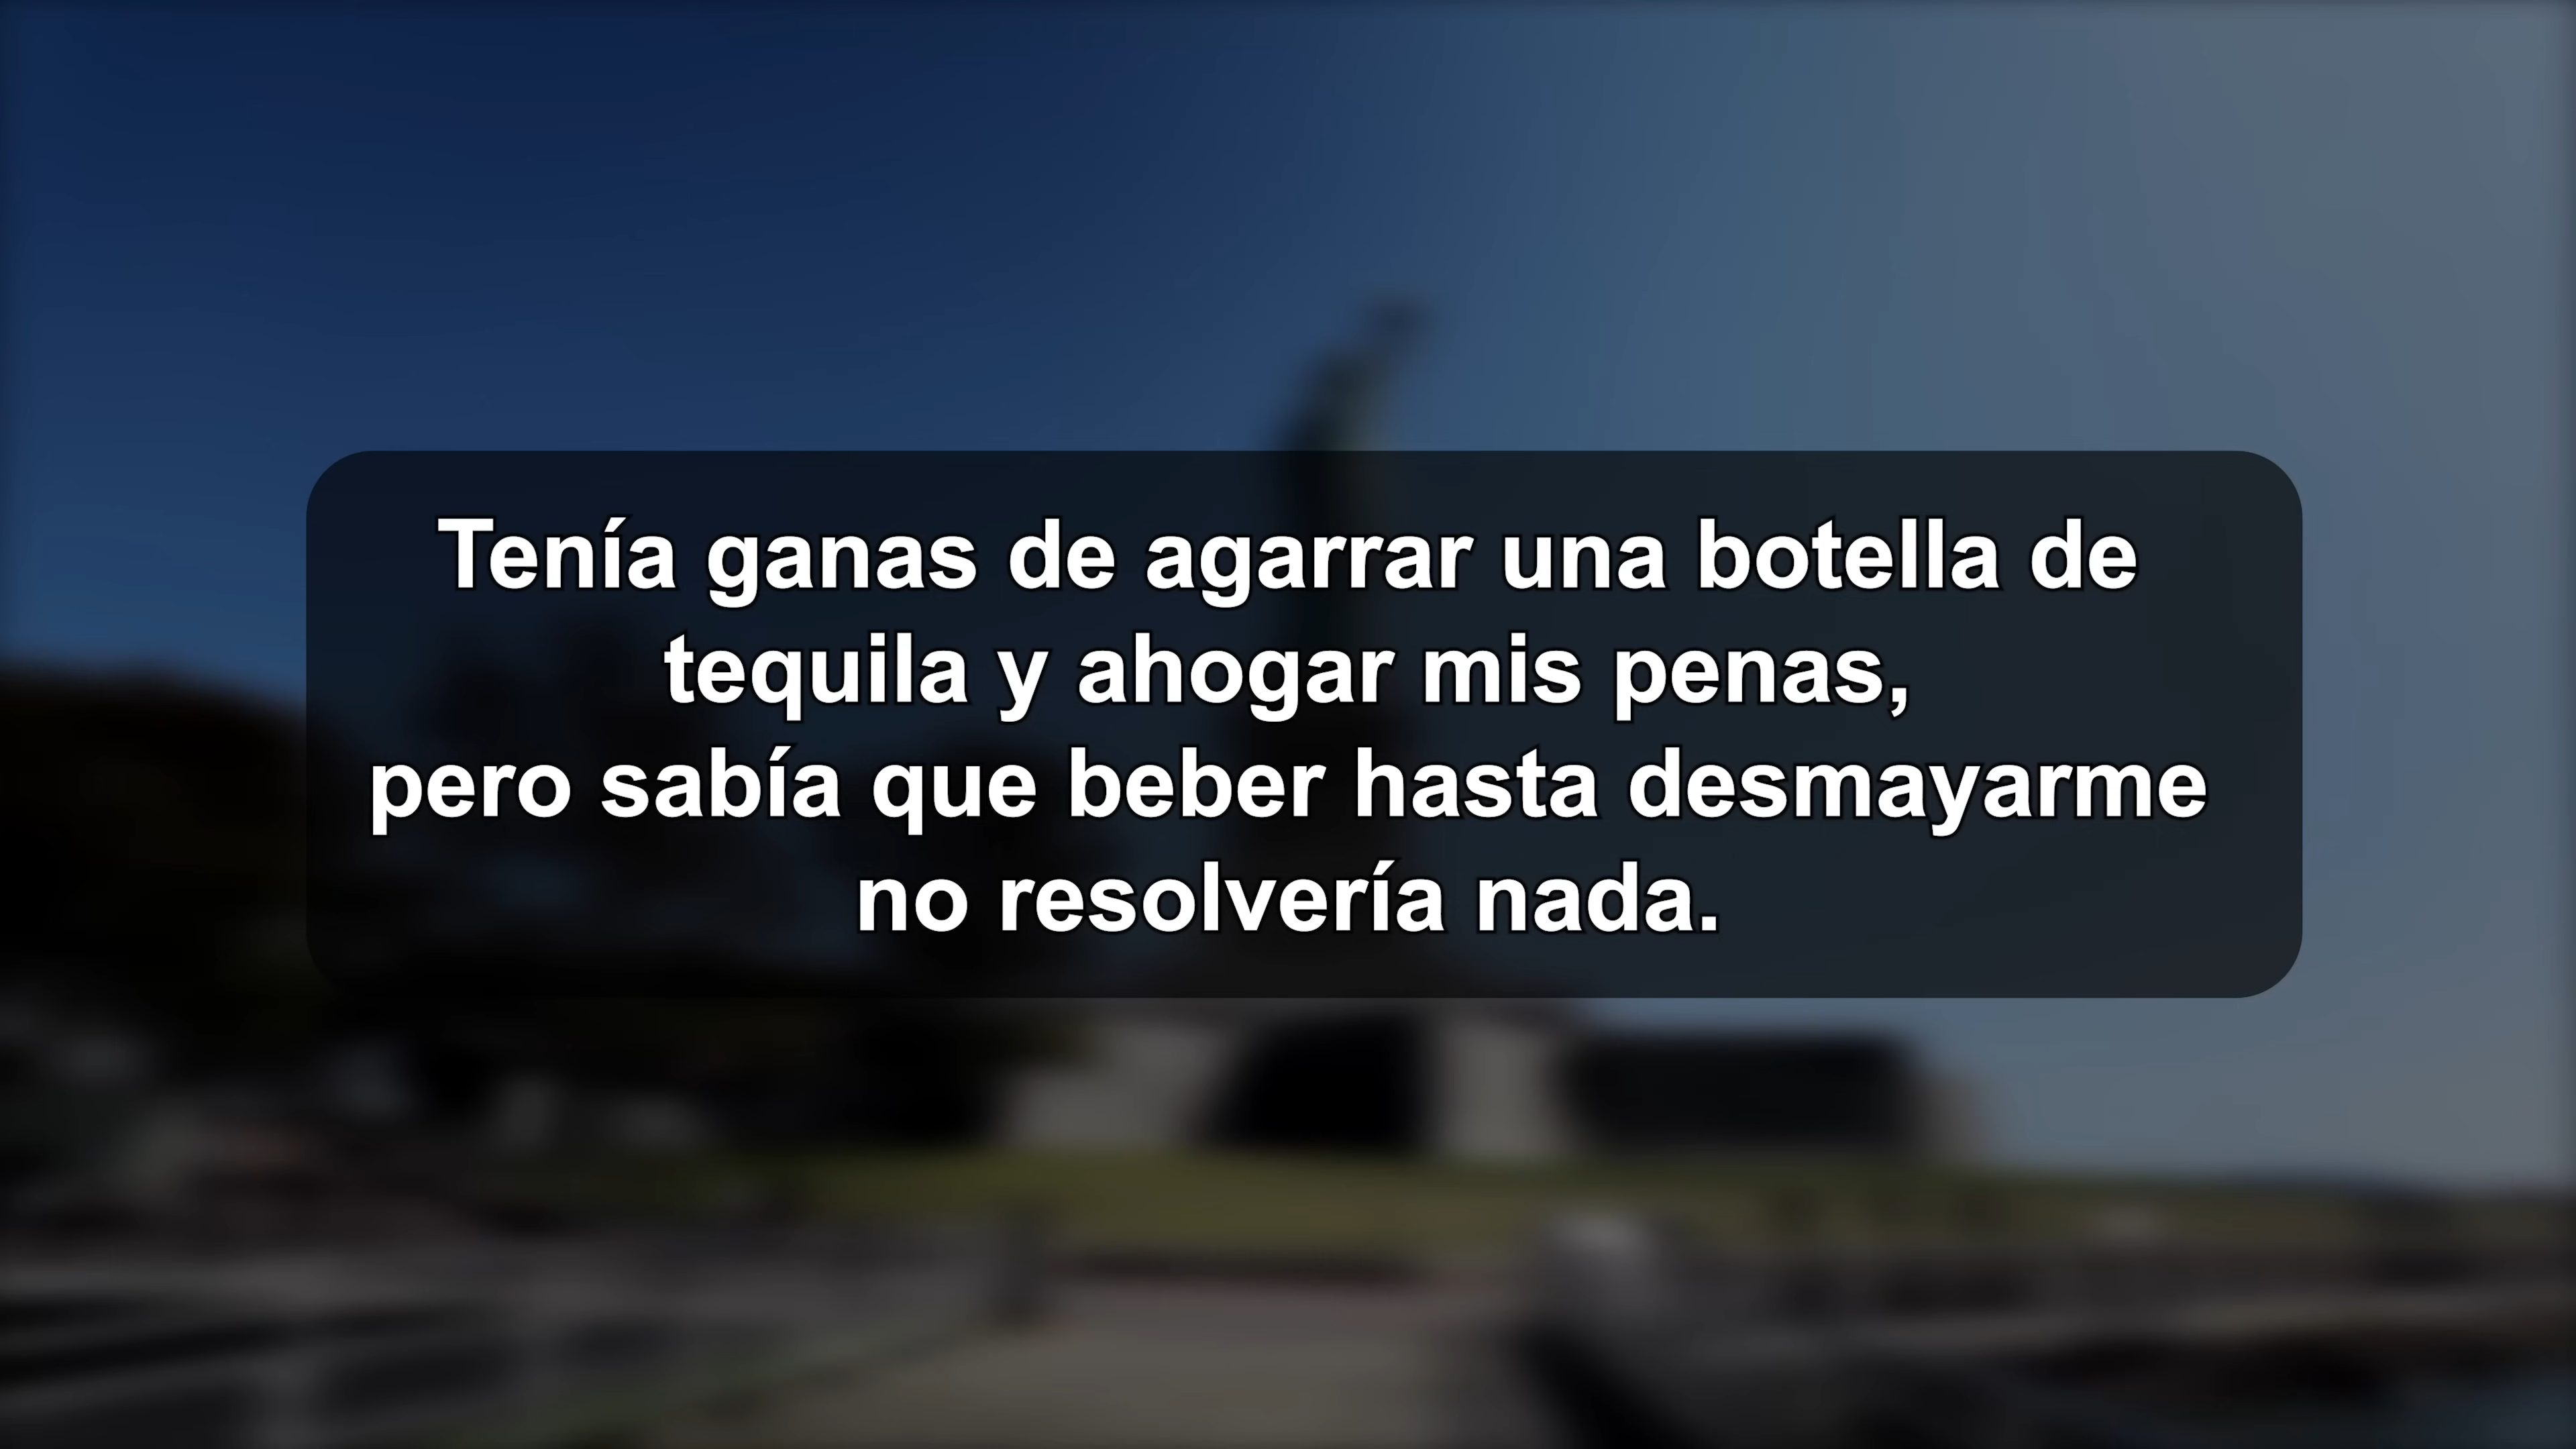 Tenía ganas de agarrar una botella de
tequila y ahogar mis penas,
pero sabía que beber hasta desmayarme
no resolvería nada.